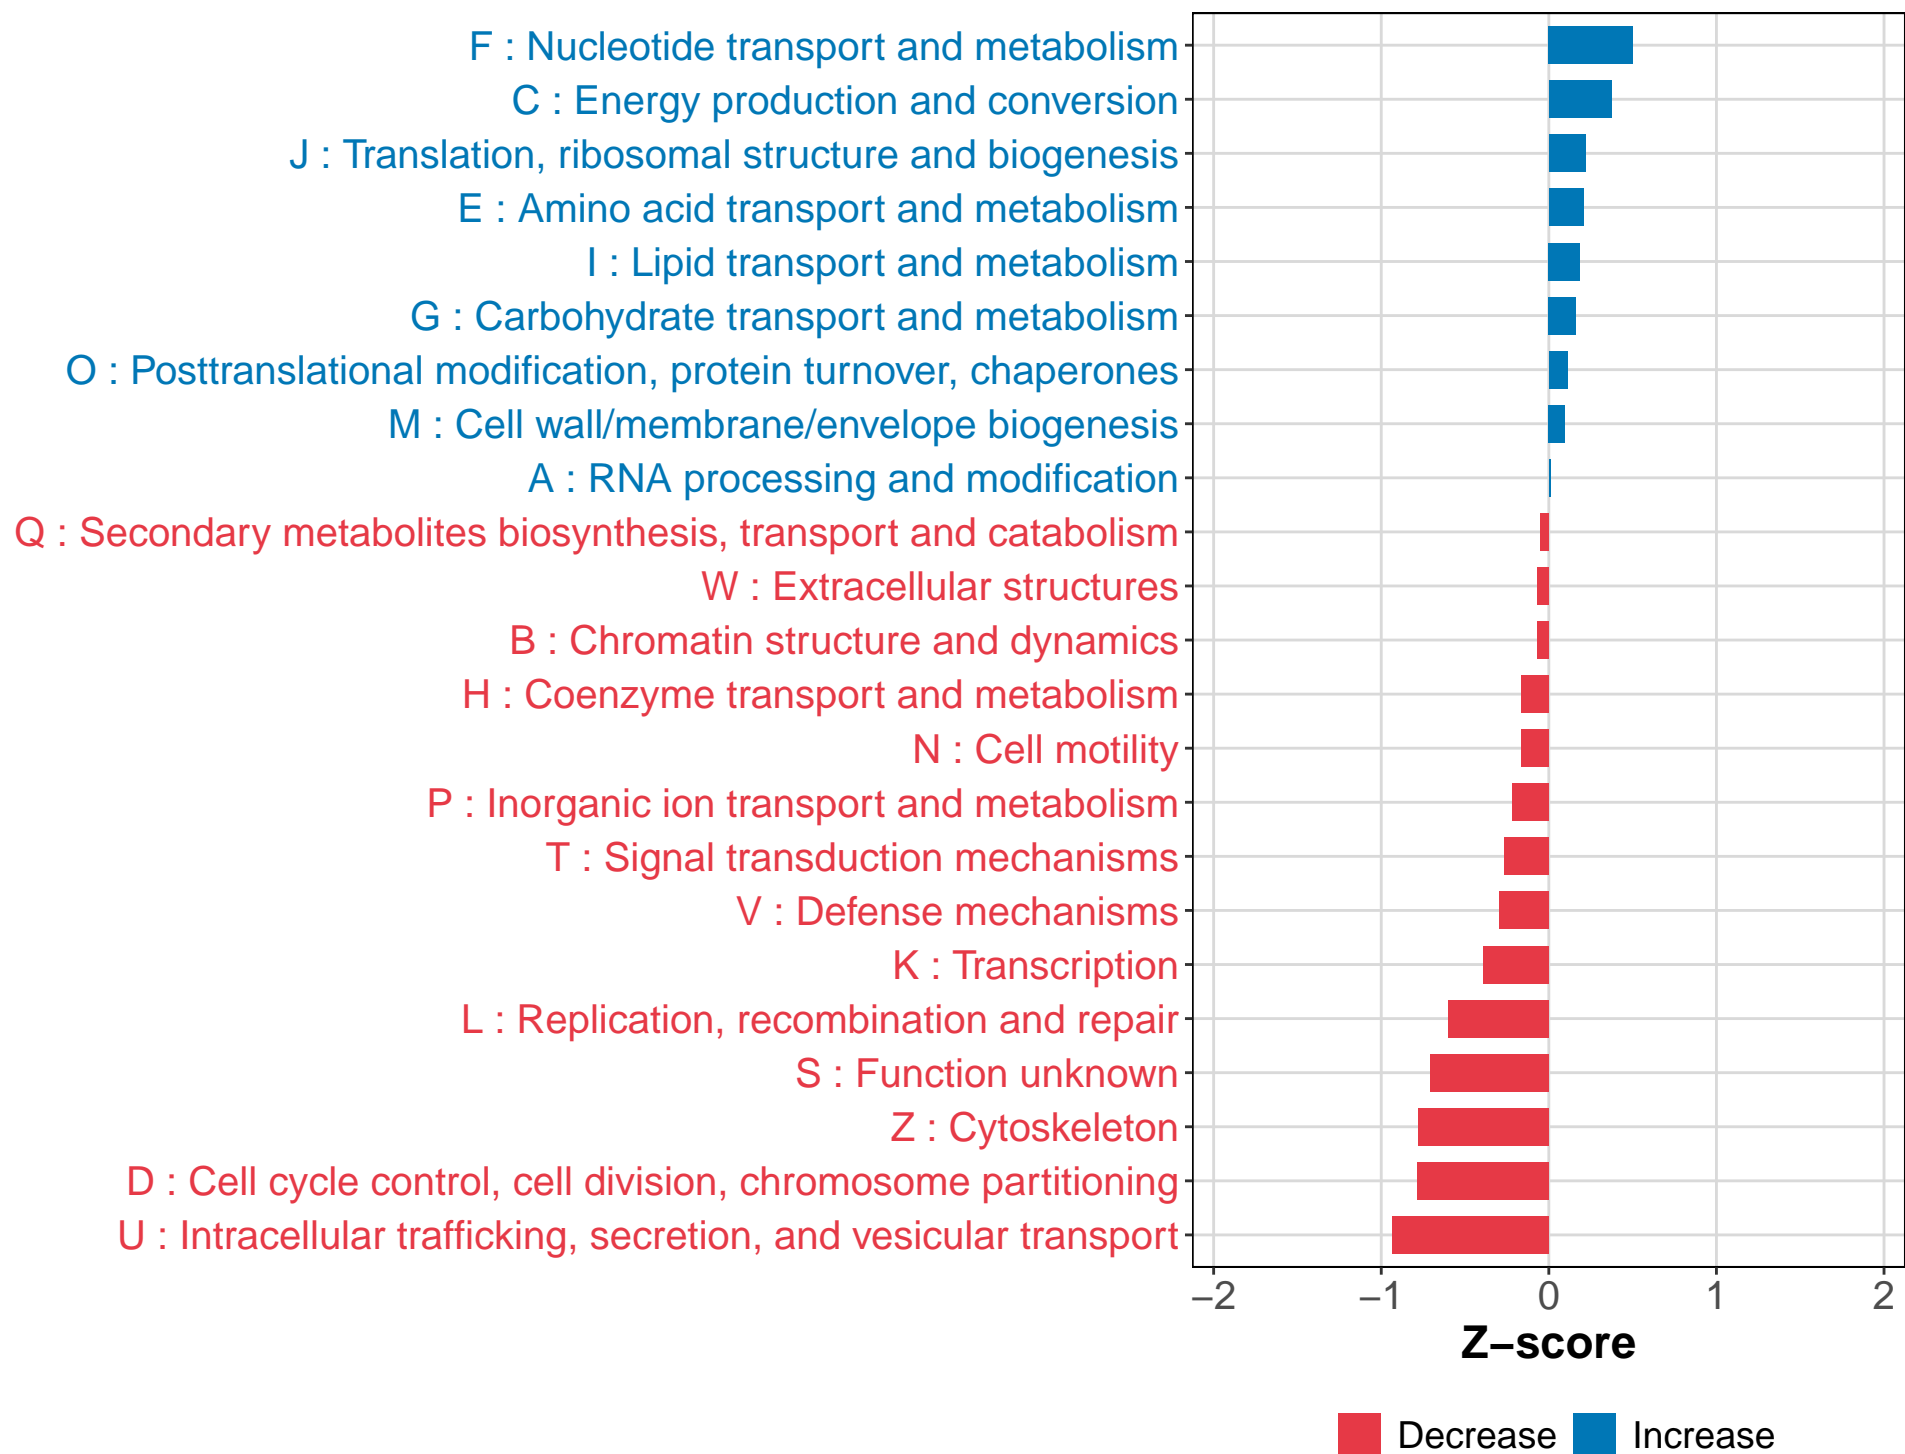 F : Nucleotide transport and metabolism
C : Energy production and conversion
J : Translation, ribosomal structure and biogenesis
E : Amino acid transport and metabolism
I : Lipid transport and metabolism
G : Carbohydrate transport and metabolism
O : Posttranslational modification, protein turnover, chaperones
M : Cell wall/membrane/envelope biogenesis
A : RNA processing and modification
Q : Secondary metabolites biosynthesis, transport and catabolism
W : Extracellular structures
B : Chromatin structure and dynamics
H : Coenzyme transport and metabolism
N : Cell motility
P : Inorganic ion transport and metabolism
T : Signal transduction mechanisms
V : Defense mechanisms
K : Transcription
L : Replication, recombination and repair
S : Function unknown
Z : Cytoskeleton
D : Cell cycle control, cell division, chromosome partitioning
U : Intracellular trafficking, secretion, and vesicular transport
−2 −1 0 1 2
Z−score
Decrease Increase